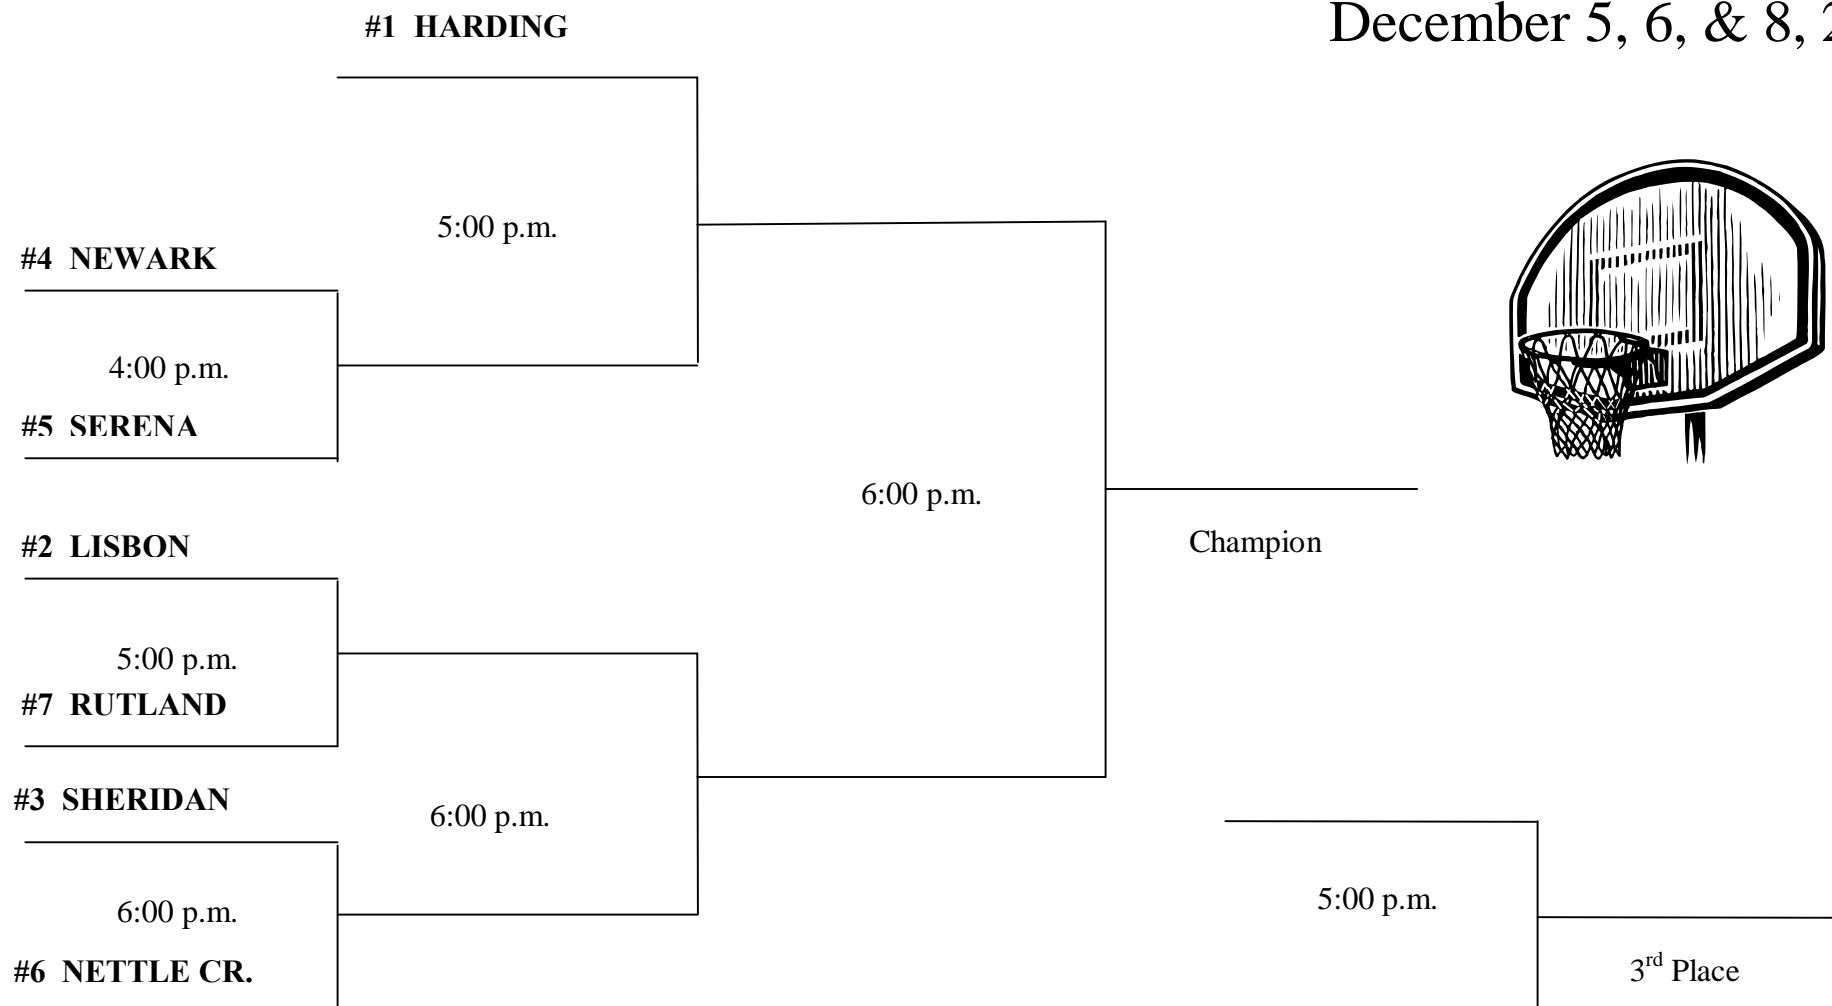 #1 HARDING
December 5, 6, & 8,
5:00 p.m.
#4 NEWARK
4:00 p.m.
#5 SERENA
6:00 p.m.
#2 LISBON
Champion
5:00 p.m.
#7 RUTLAND
#3 SHERIDAN
6:00 p.m.
5:00 p.m.
6:00 p.m.
#6 NETTLE CR.
3rd Place